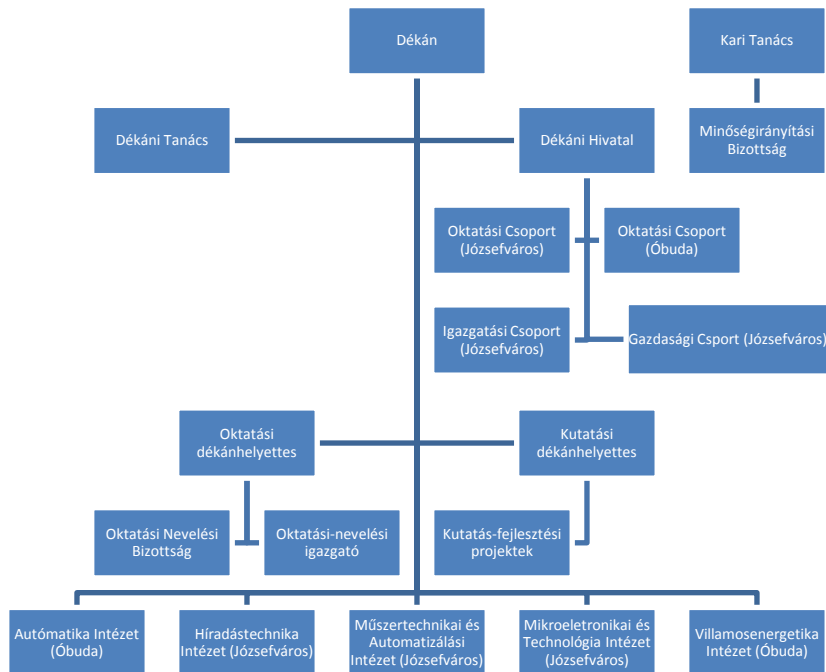 Dékán
Kari Tanács
Dékáni Tanács
Dékáni Hivatal
Minőségirányítási
Bizottság
Oktatási Csoport
(Józsefváros)
Oktatási Csoport
(Óbuda)
Igazgatási Csoport
(Józsefváros)
Gazdasági Csport (Józsefváros)
Oktatási
dékánhelyettes
Kutatási
dékánhelyettes
Oktatási Nevelési
Bizottság
Oktatási-nevelési
igazgató
Kutatás-fejlesztési
projektek
Autómatika Intézet
(Óbuda)
Híradástechnika
Intézet (Józsefváros)
Műszertechnikai és
Automatizálási
Intézet (Józsefváros)
Mikroeletronikai és
Technológia Intézet
(Józsefváros)
Villamosenergetika
Intézet (Óbuda)